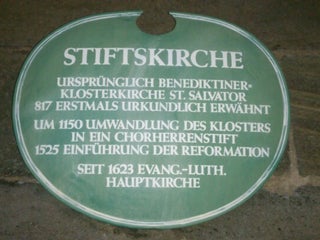 STIFTSKIRCHE
URSPRÜNGLICH BENEDIKTINER-
KLOSTERKIRCHE ST. SALVATOR
817 ERSTMALS URKUNDLICH ERWÄHNT
UM 1150 UMWANDLUNG DES KLOSTERS
IN EIN CHORHERRENSTIFT
1525 EINFÜHRUNG DER REFORMATION
SEIT 1623 EVANG.-LUTH.
HAUPTKIRCHE